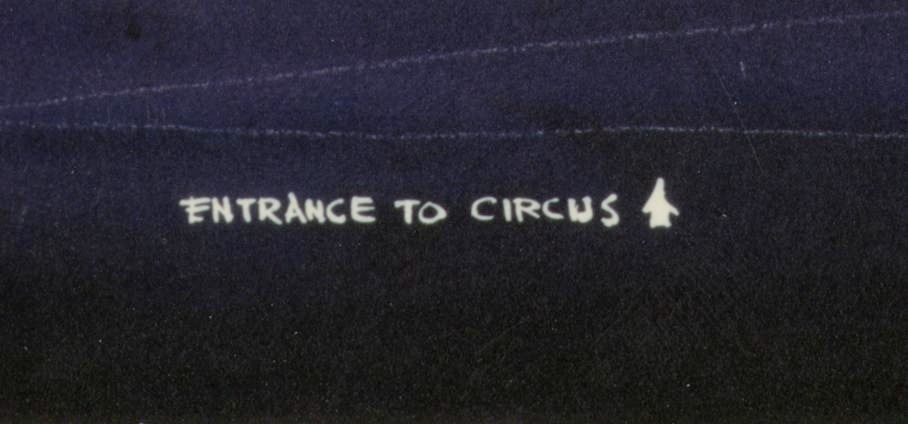 ENTRANCE TO CIRCUS